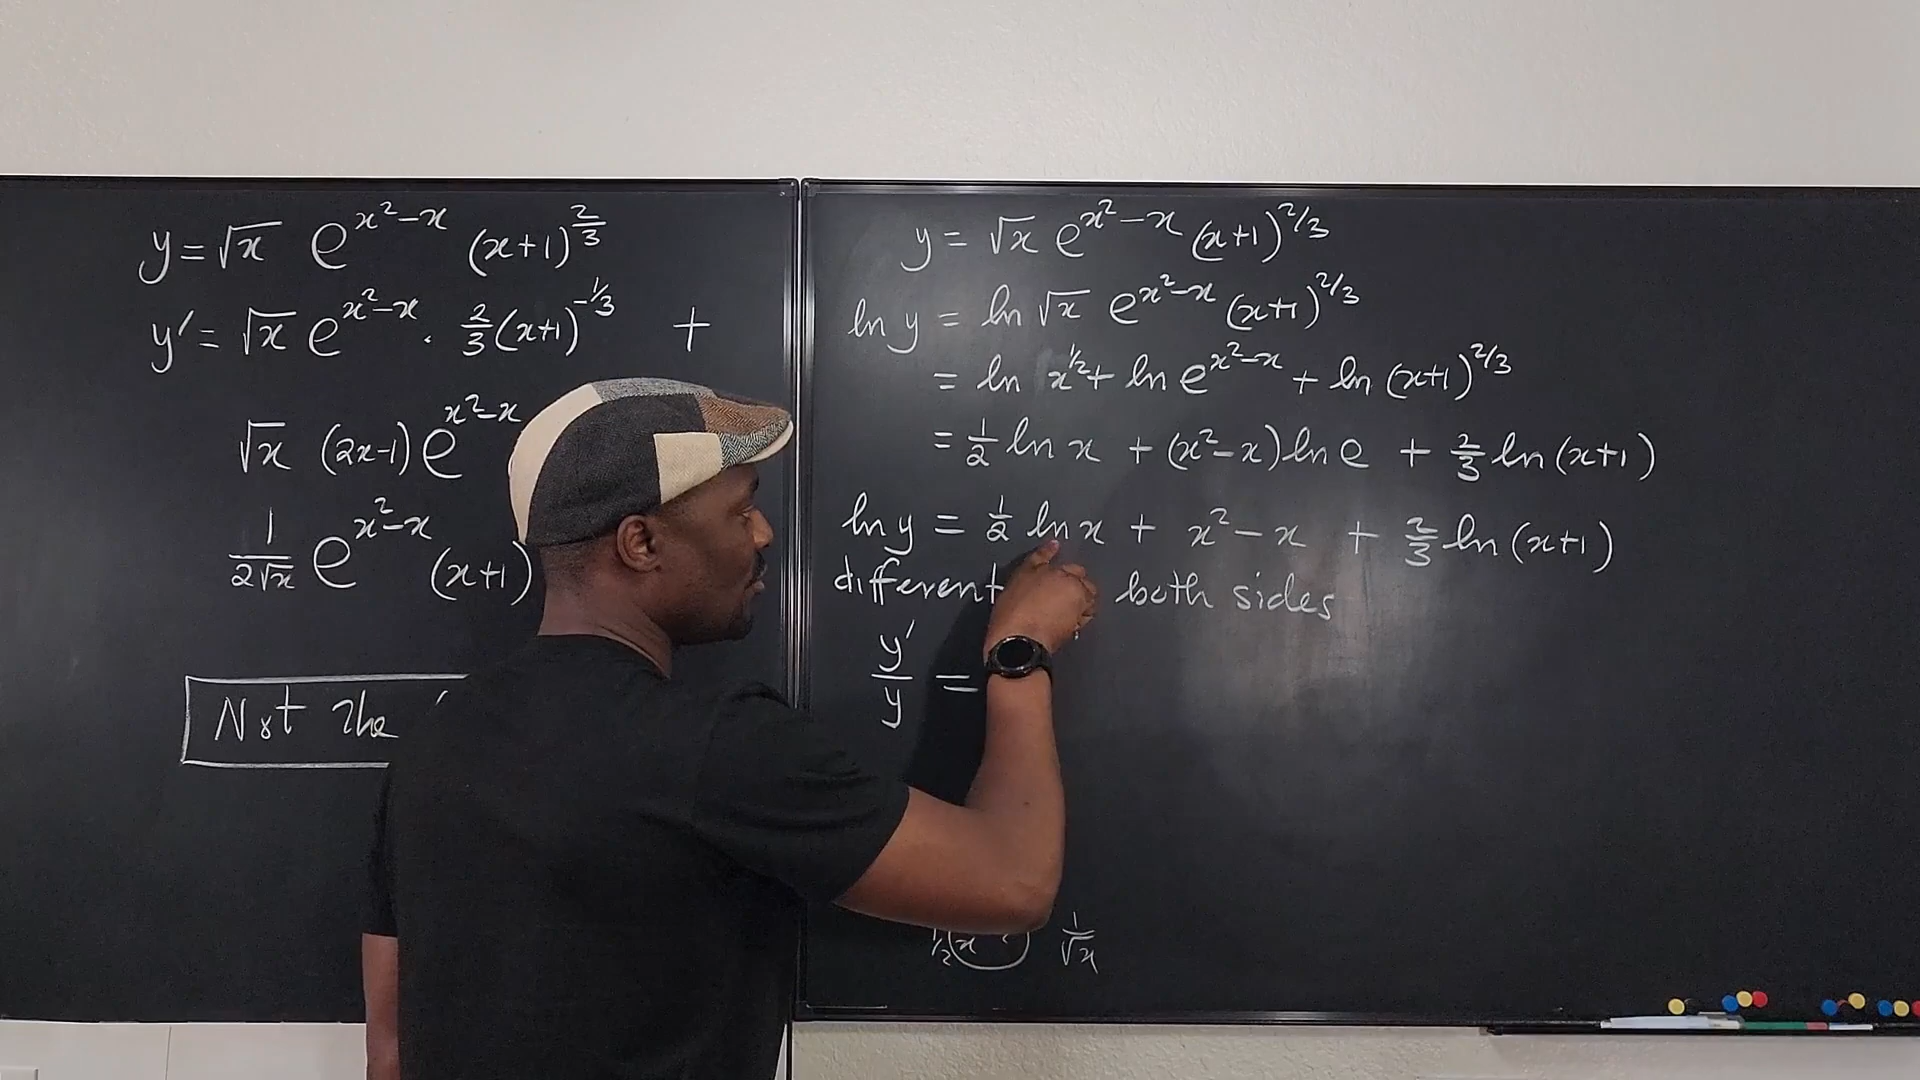 y = √x e^{x²-x} (x+1)^{2/3}
y' = √x e^{x²-x} · 2/3 (x+1)^{-1/3} +
√x (2x-1) e^{x²-x}
1/(2√x) e^{x²-x} (x+1)
Not the
y = √x e^{x²-x} (x+1)^{2/3}
ln y = ln √x e^{x²-x} (x+1)^{2/3}
= ln x^{1/2} + ln e^{x²-x} + ln (x+1)^{2/3}
= 1/2 ln x + (x²-x) ln e + 2/3 ln (x+1)
ln y = 1/2 ln x + x² - x + 2/3 ln (x+1)
different both sides
y'/y =
1/2 (x 1/√x